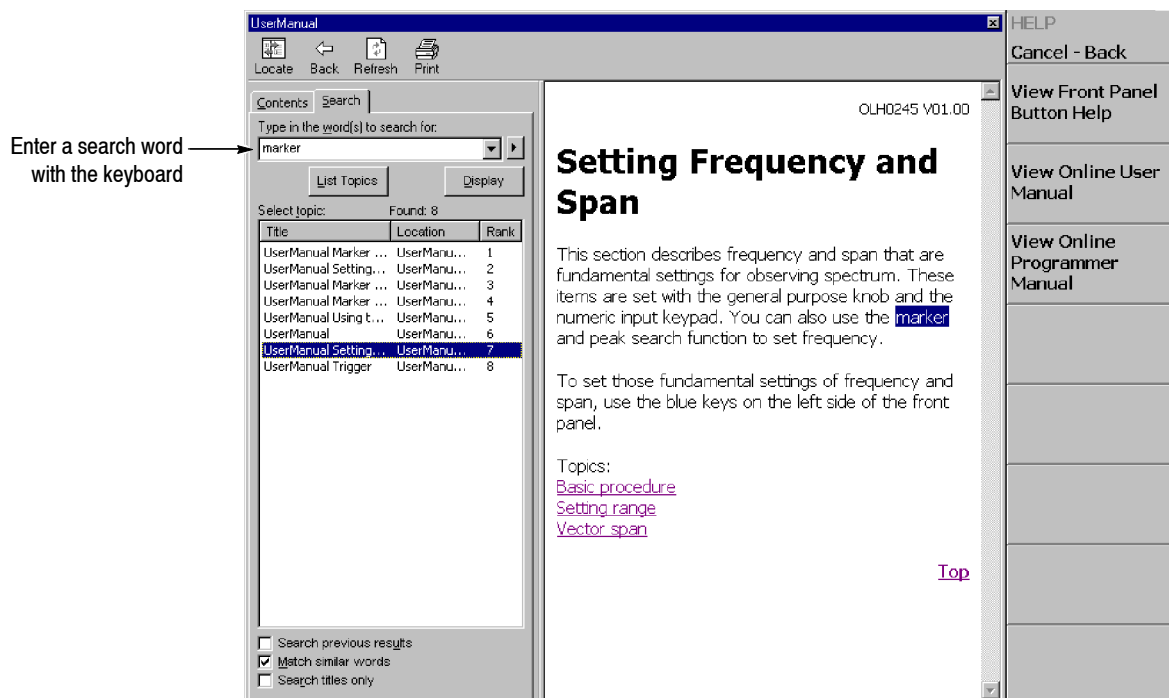 UserManual
Locate Back Refresh Print
Contents Search
Type in the word(s) to search for:
marker
List Topics Display
Select topic: Found: 8
Title Location Rank
UserManual Marker ... UserManu... 1
UserManual Setting... UserManu... 2
UserManual Marker ... UserManu... 3
UserManual Marker ... UserManu... 4
UserManual Using t... UserManu... 5
UserManual UserManu... 6
UserManual Setting... UserManu... 7
UserManual Trigger UserManu... 8
Search previous results
Match similar words
Search titles only
Enter a search word
with the keyboard
OLH0245 V01.00
Setting Frequency and
Span
This section describes frequency and span that are
fundamental settings for observing spectrum. These
items are set with the general purpose knob and the
numeric input keypad. You can also use the marker
and peak search function to set frequency.
To set those fundamental settings of frequency and
span, use the blue keys on the left side of the front
panel.
Topics:
Basic procedure
Setting range
Vector span
Top
HELP
Cancel - Back
View Front Panel
Button Help
View Online User
Manual
View Online
Programmer
Manual